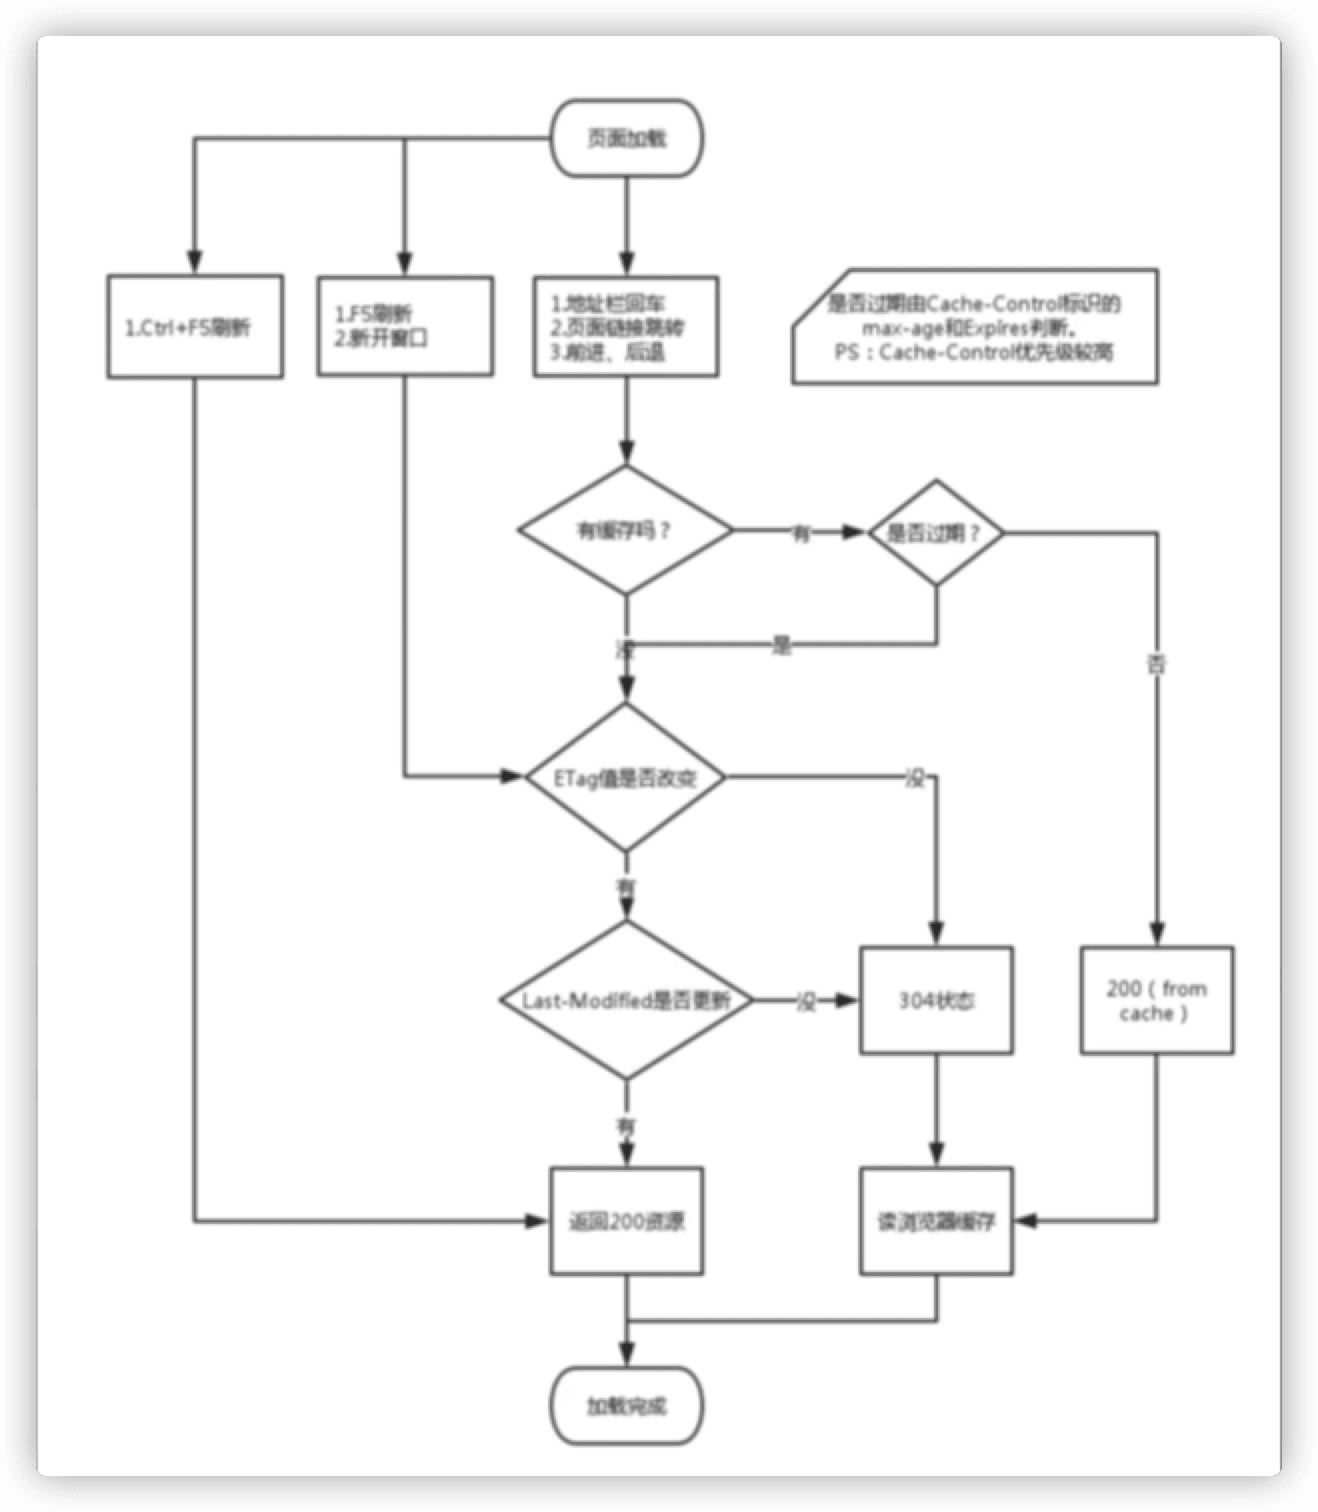 页面加载
1.Ctrl+F5刷新
1.F5刷新
2.新开窗口
1.地址栏回车
2.页面链接跳转
3.前进、后退
是否过期由Cache-Control标识的
max-age和Expires判断。
PS：Cache-Control优先级较高
有缓存吗？
有
是否过期？
没
是
否
ETag值是否改变
没
有
Last-Modified是否更新
没
304状态
200（from
cache）
有
返回200资源
读浏览器缓存
加载完成